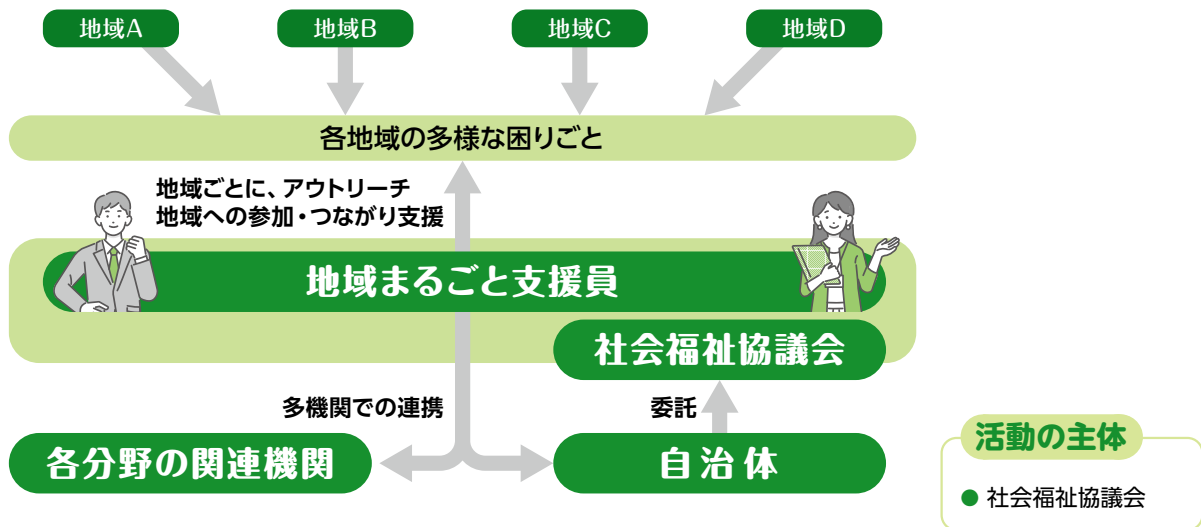 地域A
地域B
地域C
地域D
各地域の多様な困りごと
地域ごとに、アウトリーチ
地域への参加・つながり支援
地域まるごと支援員
社会福祉協議会
多機関での連携
委託
各分野の関連機関
自治体
活動の主体
● 社会福祉協議会